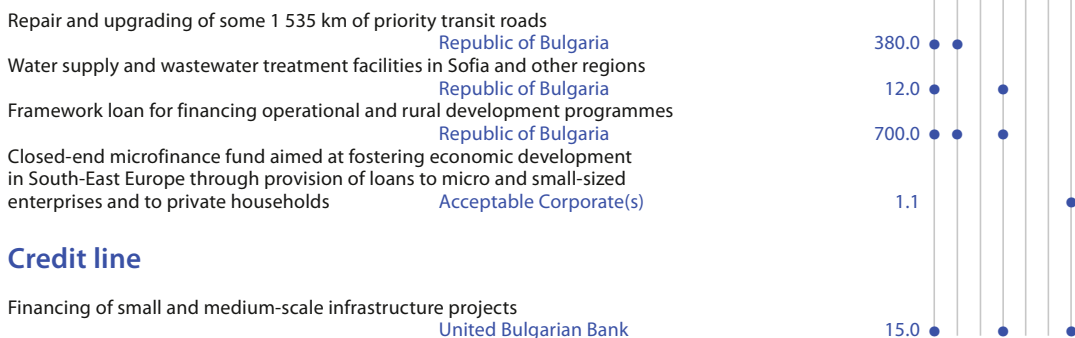 Repair and upgrading of some 1 535 km of priority transit roads
Republic of Bulgaria 380.0
Water supply and wastewater treatment facilities in Sofia and other regions
Republic of Bulgaria 12.0
Framework loan for financing operational and rural development programmes
Republic of Bulgaria 700.0
Closed-end microfinance fund aimed at fostering economic development
in South-East Europe through provision of loans to micro and small-sized
enterprises and to private households Acceptable Corporate(s) 1.1
Credit line
Financing of small and medium-scale infrastructure projects
United Bulgarian Bank 15.0